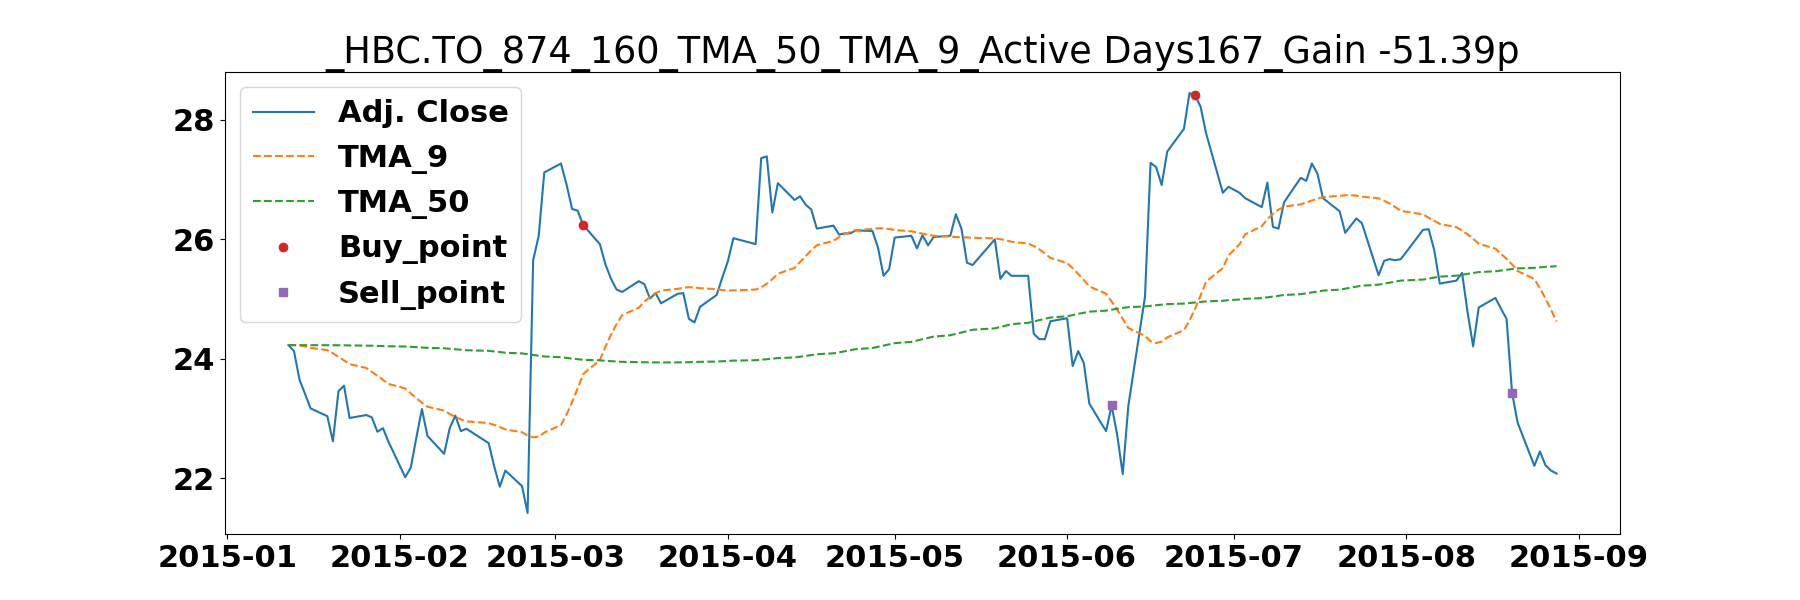 _HBC.TO_874_160_TMA_50_TMA_9_Active Days167_Gain -51.39p
Adj. Close
TMA_9
TMA_50
Buy_point
Sell_point
28
26
24
22
2015-01 2015-02 2015-03 2015-04 2015-05 2015-06 2015-07 2015-08 2015-09